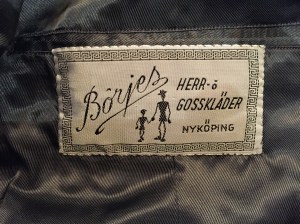 Börjes
HERR- o
GOSSKLÄDER
NYKÖPING